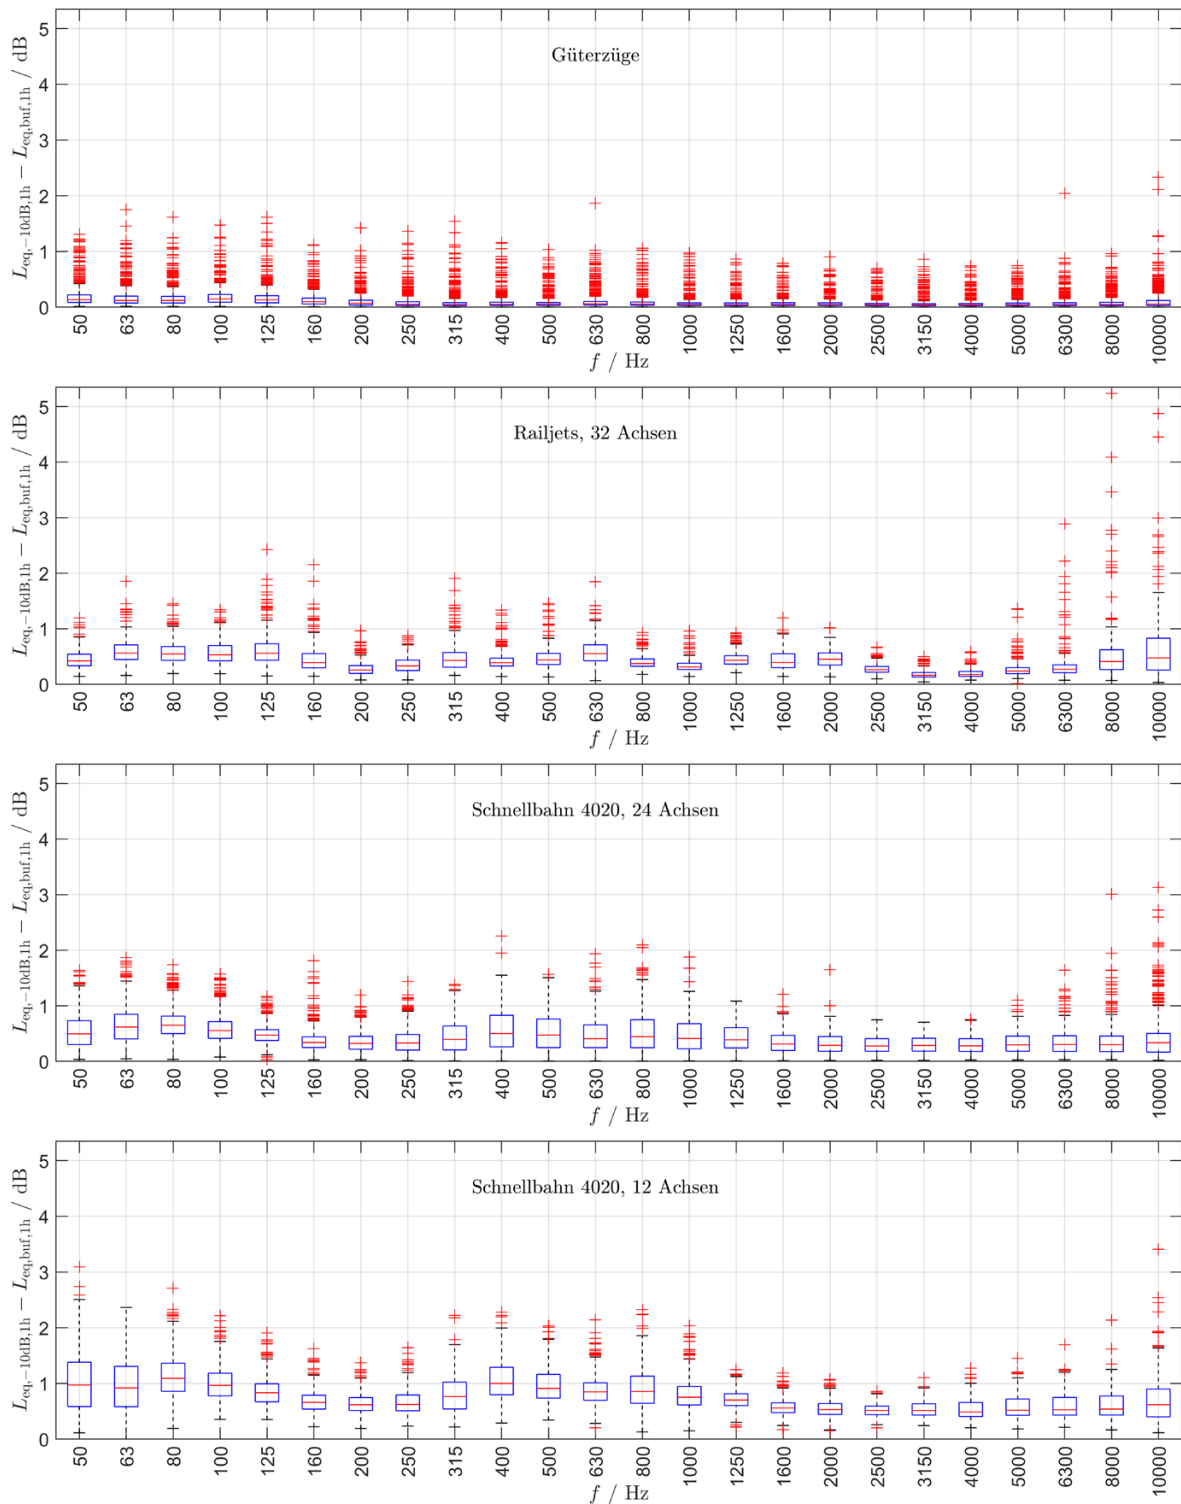 Güterzüge
L_eq,−10dB,1h − L_eq,buf,1h / dB
5
4
3
2
1
0
50 63 80 100 125 160 200 250 315 400 500 630 800 1000 1250 1600 2000 2500 3150 4000 5000 6300 8000 10000
f / Hz
Railjets, 32 Achsen
L_eq,−10dB,1h − L_eq,buf,1h / dB
5
4
3
2
1
0
50 63 80 100 125 160 200 250 315 400 500 630 800 1000 1250 1600 2000 2500 3150 4000 5000 6300 8000 10000
f / Hz
Schnellbahn 4020, 24 Achsen
L_eq,−10dB,1h − L_eq,buf,1h / dB
5
4
3
2
1
0
50 63 80 100 125 160 200 250 315 400 500 630 800 1000 1250 1600 2000 2500 3150 4000 5000 6300 8000 10000
f / Hz
Schnellbahn 4020, 12 Achsen
L_eq,−10dB,1h − L_eq,buf,1h / dB
5
4
3
2
1
0
50 63 80 100 125 160 200 250 315 400 500 630 800 1000 1250 1600 2000 2500 3150 4000 5000 6300 8000 10000
f / Hz